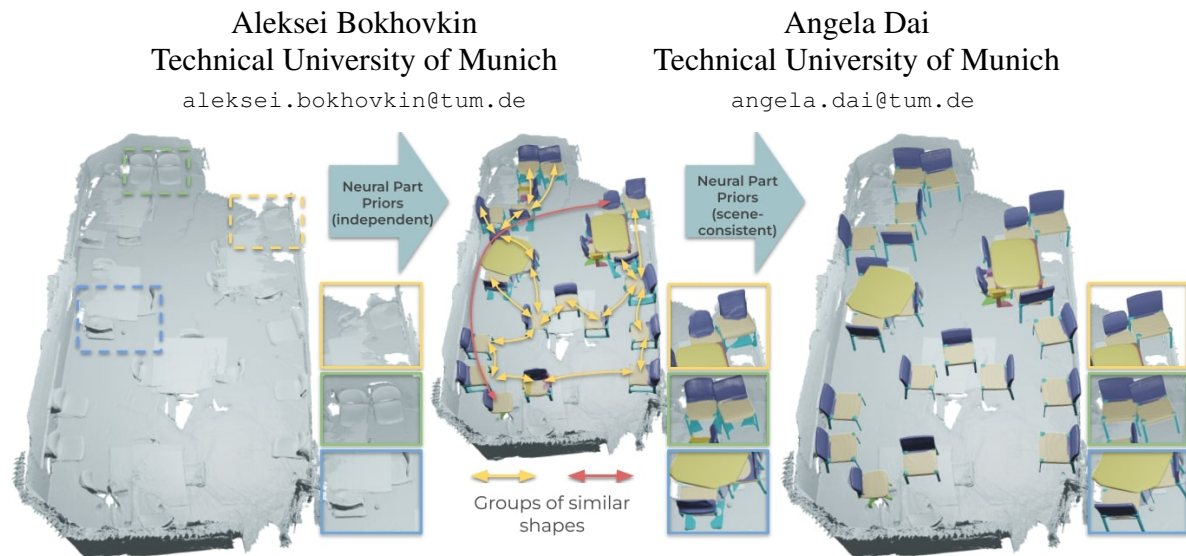 Aleksei Bokhovkin
Technical University of Munich
aleksei.bokhovkin@tum.de
Angela Dai
Technical University of Munich
angela.dai@tum.de
Neural Part
Priors
(independent)
Neural Part
Priors
(scene-
consistent)
Groups of similar
shapes